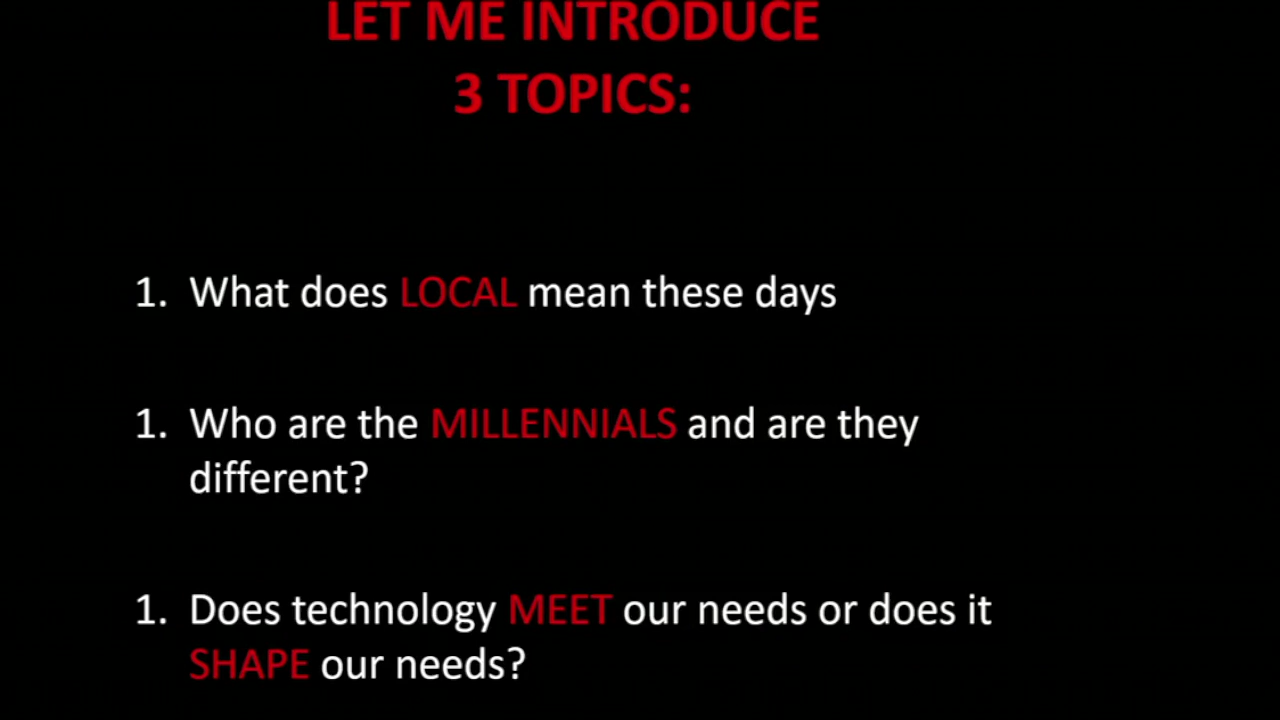 LET ME INTRODUCE
3 TOPICS:
1. What does LOCAL mean these days
1. Who are the MILLENNIALS and are they
different?
1. Does technology MEET our needs or does it
SHAPE our needs?